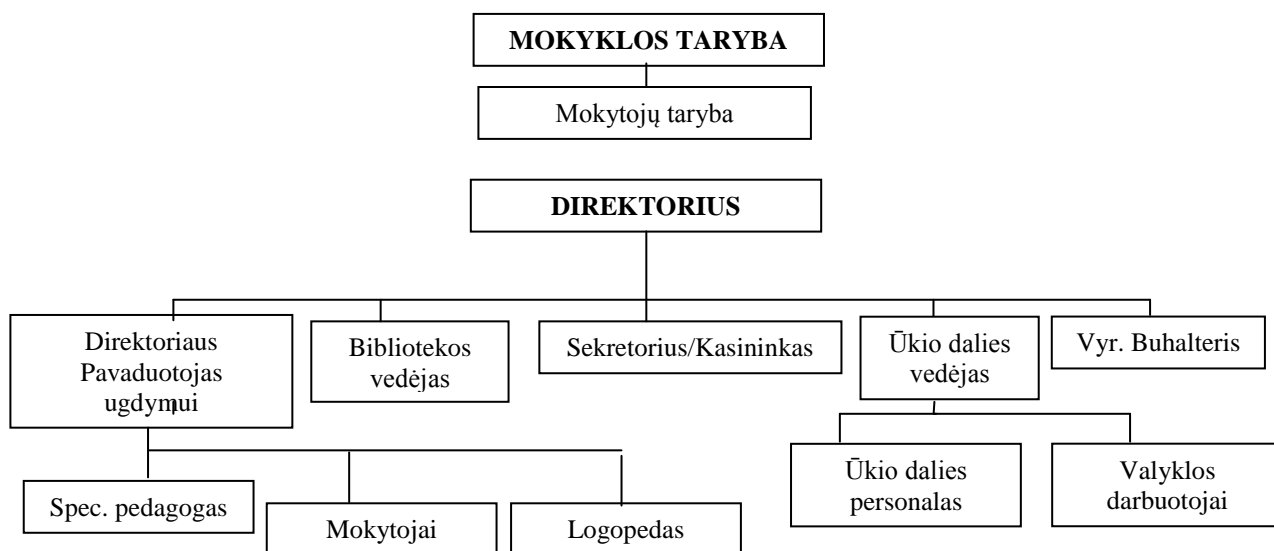 MOKYKLOS TARYBA
Mokytojų taryba
DIREKTORIUS
Direktoriaus
Pavaduotojas
ugdymui
Bibliotekos
vedėjas
Sekretorius/Kasininkas
Ūkio dalies
vedėjas
Vyr. Buhalteris
Spec. pedagogas
Mokytojai
Logopedas
Ūkio dalies
personalas
Valyklos
darbuotojai